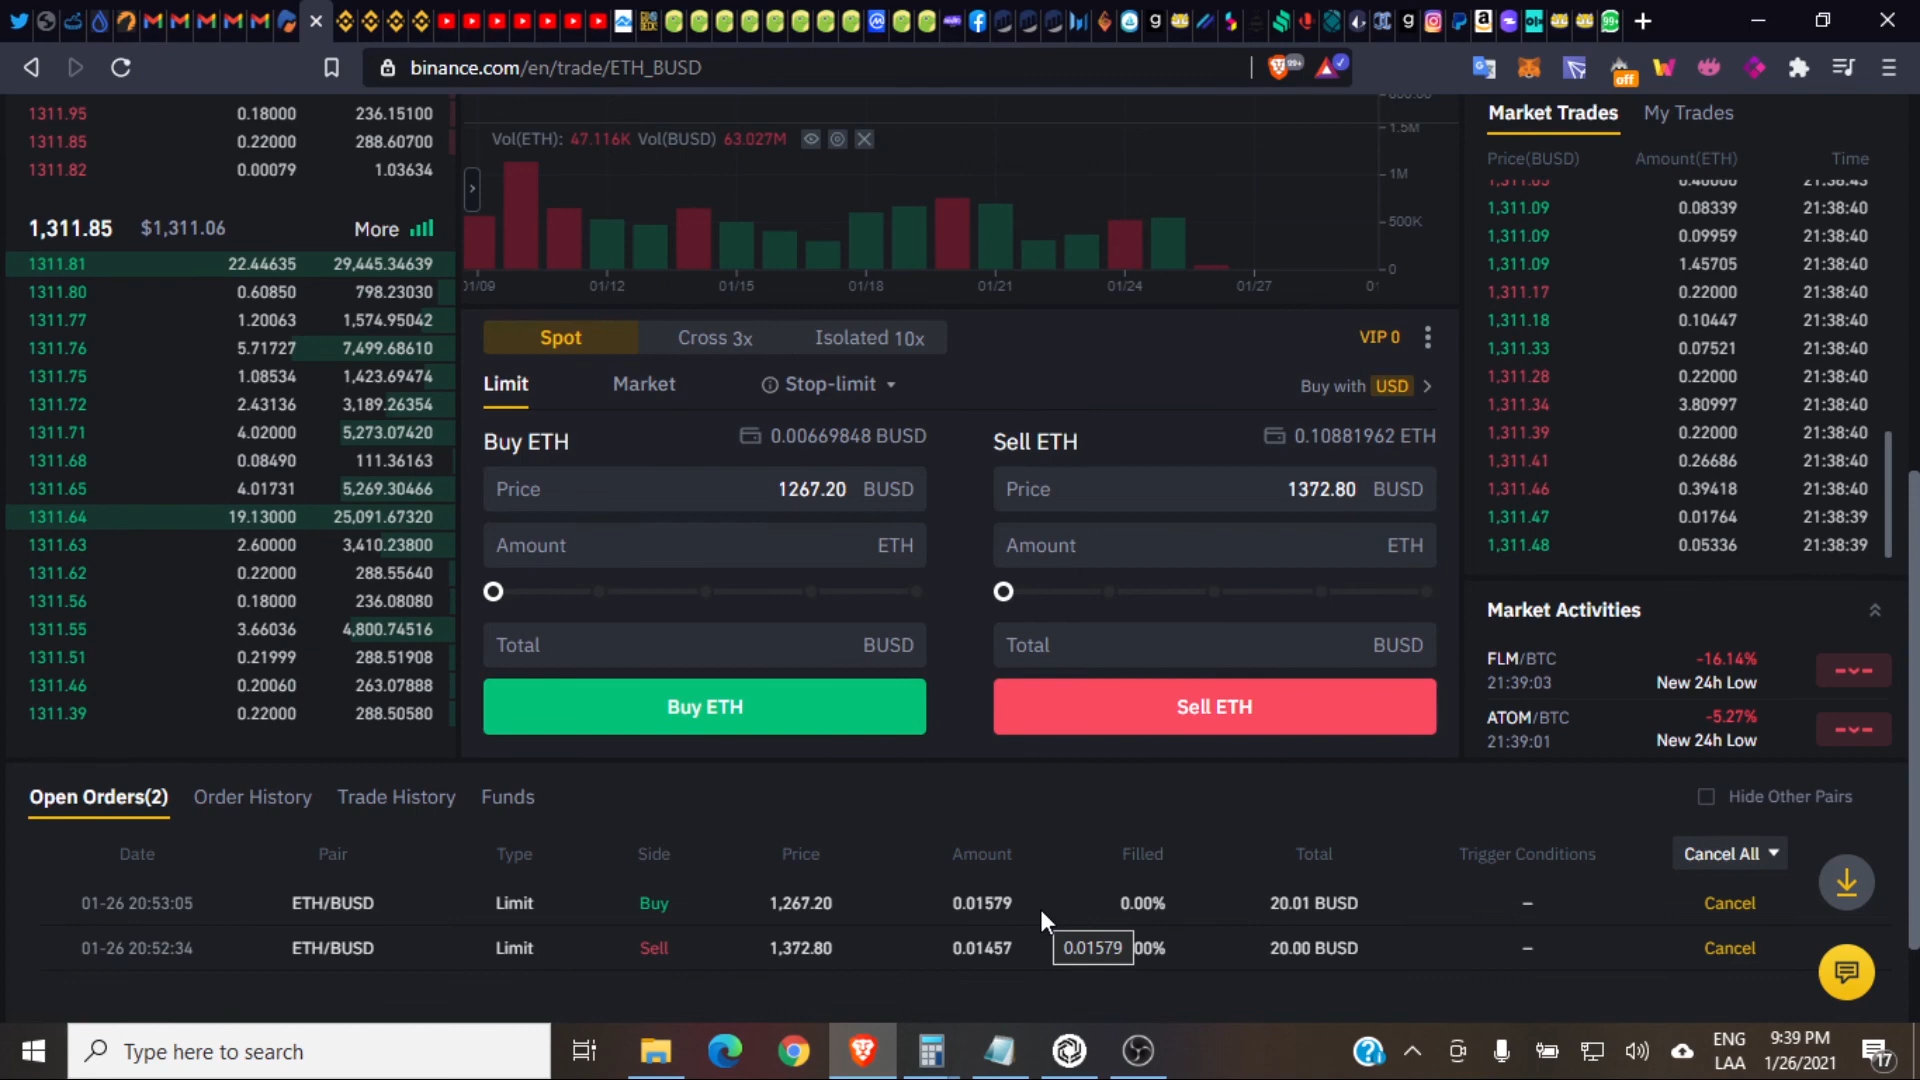 binance.com/en/trade/ETH_BUSD
99+
off
1311.95 0.18000 236.15100
1311.85 0.22000 288.60700
1311.82 0.00079 1.03634
1,311.85 $1,311.06 More
1311.81 22.44635 29,445.34639
1311.80 0.60850 798.23030
1311.77 1.20063 1,574.95042
1311.76 5.71727 7,499.68610
1311.75 1.08534 1,423.69474
1311.72 2.43136 3,189.26354
1311.71 4.02000 5,273.07420
1311.68 0.08490 111.36163
1311.65 4.01731 5,269.30466
1311.64 19.13000 25,091.67320
1311.63 2.60000 3,410.23800
1311.62 0.22000 288.55640
1311.56 0.18000 236.08080
1311.55 3.66036 4,800.74516
1311.51 0.21999 288.51908
1311.46 0.20060 263.07888
1311.39 0.22000 288.50580
Vol(ETH): 47.116K Vol(BUSD) 63.027M
1.5M
1M
500K
0
01/09 01/12 01/15 01/18 01/21 01/24 01/27
Spot Cross 3x Isolated 10x VIP 0
Limit Market Stop-limit Buy with USD
Buy ETH 0.00669848 BUSD
Price 1267.20 BUSD
Amount ETH
Total BUSD
Buy ETH
Sell ETH 0.10881962 ETH
Price 1372.80 BUSD
Amount ETH
Total BUSD
Sell ETH
Market Trades My Trades
Price(BUSD) Amount(ETH) Time
1,311.09 0.08339 21:38:40
1,311.09 0.09959 21:38:40
1,311.09 1.45705 21:38:40
1,311.17 0.22000 21:38:40
1,311.18 0.10447 21:38:40
1,311.33 0.07521 21:38:40
1,311.28 0.22000 21:38:40
1,311.34 3.80997 21:38:40
1,311.39 0.22000 21:38:40
1,311.41 0.26686 21:38:40
1,311.46 0.39418 21:38:40
1,311.47 0.01764 21:38:39
1,311.48 0.05336 21:38:39
Market Activities
FLM/BTC -16.14%
21:39:03 New 24h Low
ATOM/BTC -5.27%
21:39:01 New 24h Low
Open Orders(2) Order History Trade History Funds Hide Other Pairs
Date Pair Type Side Price Amount Filled Total Trigger Conditions Cancel All
01-26 20:53:05 ETH/BUSD Limit Buy 1,267.20 0.01579 0.00% 20.01 BUSD – Cancel
01-26 20:52:34 ETH/BUSD Limit Sell 1,372.80 0.01457 00% 20.00 BUSD – Cancel
0.01579
Type here to search
ENG 9:39 PM
LAA 1/26/2021
17